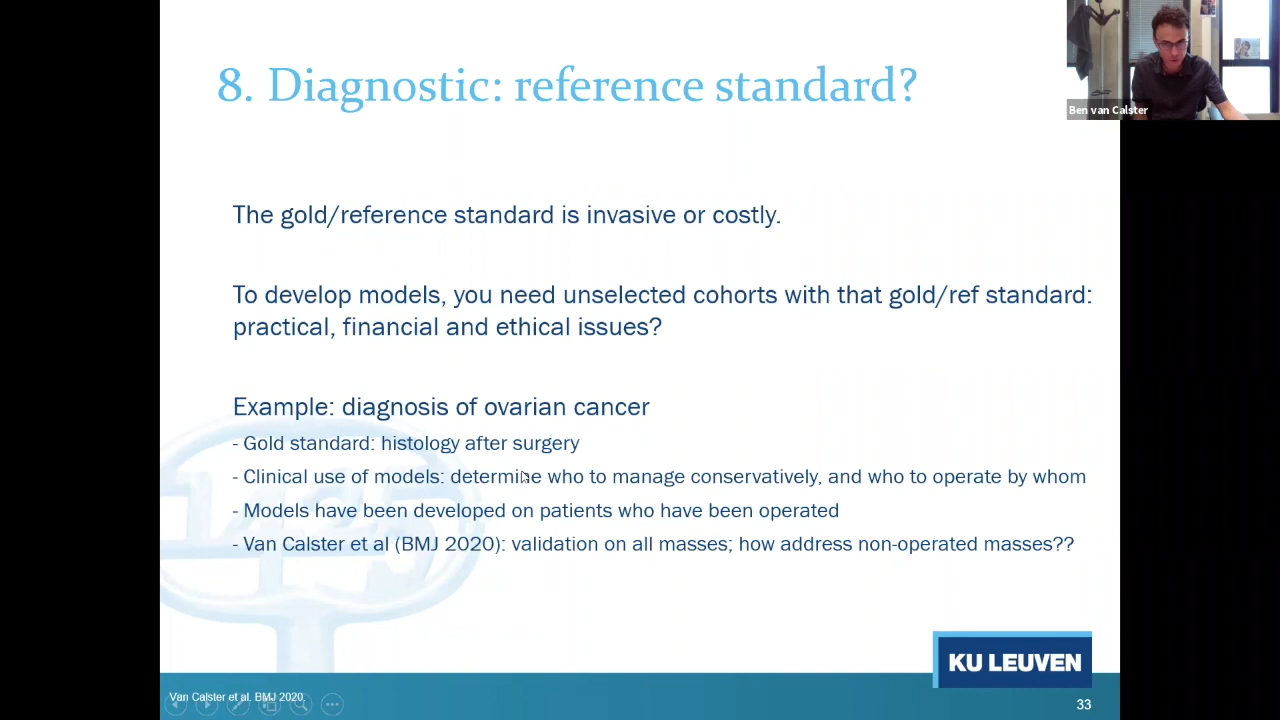 8. Diagnostic: reference standard?
Ben van Calster
The gold/reference standard is invasive or costly.
To develop models, you need unselected cohorts with that gold/ref standard:
practical, financial and ethical issues?
Example: diagnosis of ovarian cancer
- Gold standard: histology after surgery
- Clinical use of models: determine who to manage conservatively, and who to operate by whom
- Models have been developed on patients who have been operated
- Van Calster et al (BMJ 2020): validation on all masses; how address non-operated masses??
1425
KU LEUVEN
Van Calster et al. BMJ 2020.
33